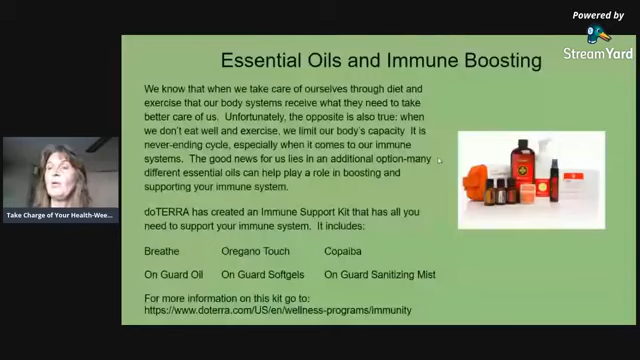 Powered by
StreamYard
Essential Oils and Immune Boosting
We know that when we take care of ourselves through diet and
exercise that our body systems receive what they need to take
better care of us. Unfortunately, the opposite is also true: when
we don't eat well and exercise, we limit our body's capacity It is
never-ending cycle, especially when it comes to our immune
systems. The good news for us lies in an additional option-many
different essential oils can help play a role in boosting and
supporting your immune system.
doTERRA has created an Immune Support Kit that has all you
need to support your immune system. It includes:
Breathe Oregano Touch Copaiba
On Guard Oil On Guard Softgels On Guard Sanitizing Mist
For more information on this kit go to:
https://www.doterra.com/US/en/wellness-programs/immunity
Take Charge of Your Health-Wee...